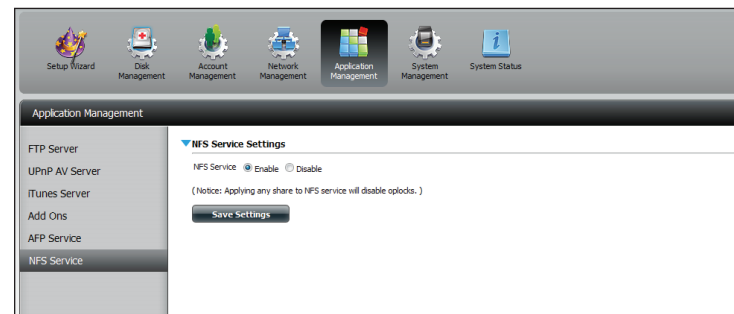 Setup Wizard
Disk Management
Account Management
Network Management
Application Management
System Management
System Status
Application Management
FTP Server
UPnP AV Server
iTunes Server
Add Ons
AFP Service
NFS Service
NFS Service Settings
NFS Service Enable Disable
( Notice: Applying any share to NFS service will disable oplocks. )
Save Settings